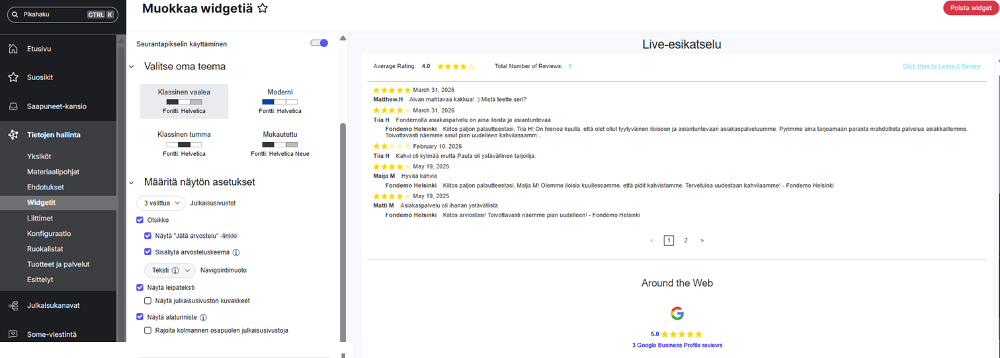 Pikahaku CTRL K
Muokkaa widgetiä
Poista widget
Etusivu
Suosikit
Saapuneet-kansio
Tietojen hallinta
Yksiköt
Materiaalipohjat
Ehdotukset
Widgetit
Liittimet
Konfiguraatio
Ruokalistat
Tuotteet ja palvelut
Esittelyt
Julkaisukanavat
Some-viestintä
Seurantapikselin käyttäminen
Valitse oma teema
Klassinen vaalea
Fontti: Helvetica
Moderni
Fontti: Helvetica
Klassinen tumma
Fontti: Helvetica
Mukautettu
Fontti: Helvetica Neue
Määritä näytön asetukset
3 valittua Julkaisusivustot
Otsikko
Näytä "Jätä arvostelu" -linkki
Sisällytä arvosteluskeema
Teksti Navigointimuoto
Näytä leipäteksti
Näytä julkaisusivuston kuvakkeet
Näytä alatunniste
Rajoita kolmannen osapuolen julkaisusivustoja
Live-esikatselu
Average Rating: 4.0 Total Number of Reviews: 8 Click Here to Leave A Review
March 31, 2026
Matthew.H Aivan mahtavaa kakkua! :) Mistä teette sen?
March 31, 2026
Tiia H Fondemolla asiakaspalvelu on aina iloista ja asiantuntevaa
Fondemo Helsinki Kiitos paljon palautteestasi, Tiia H! On hienoa kuulla, että olet ollut tyytyväinen iloiseen ja asiantuntevaan asiakaspalveluumme. Pyrimme aina tarjoamaan parasta mahdollista palvelua asiakkaillemme.
Toivottavasti näemme sinut pian uudelleen kahvilassamm...
February 10, 2026
Tiia H Kahvi oli kylmää mutta Paula oli ystävällinen tarjoilija.
May 19, 2025
Maija M Hyvää kahvia
Fondemo Helsinki Kiitos paljon palautteestasi, Maija M! Olemme iloisia kuullessamme, että pidit kahvistamme. Tervetuloa uudestaan kahvilaamme! - Fondemo Helsinki
May 19, 2025
Matti M Asiakaspalvelu oli ihanan ystävällistä
Fondemo Helsinki Kiitos arviostasi! Toivottavasti näemme pian uudelleen! - Fondemo Helsinki
< 1 2 >
Around the Web
5.0
3 Google Business Profile reviews